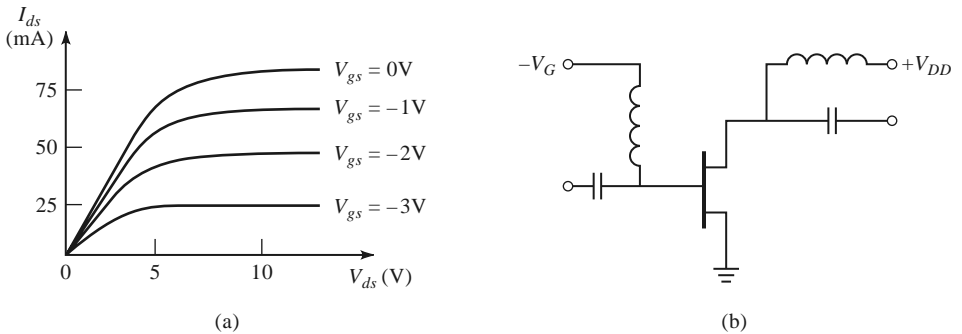 I_ds
(mA)
75
50
25
0
5
10
V_ds (V)
V_gs = 0V
V_gs = –1V
V_gs = –2V
V_gs = –3V
(a)
–V_G
+V_DD
(b)